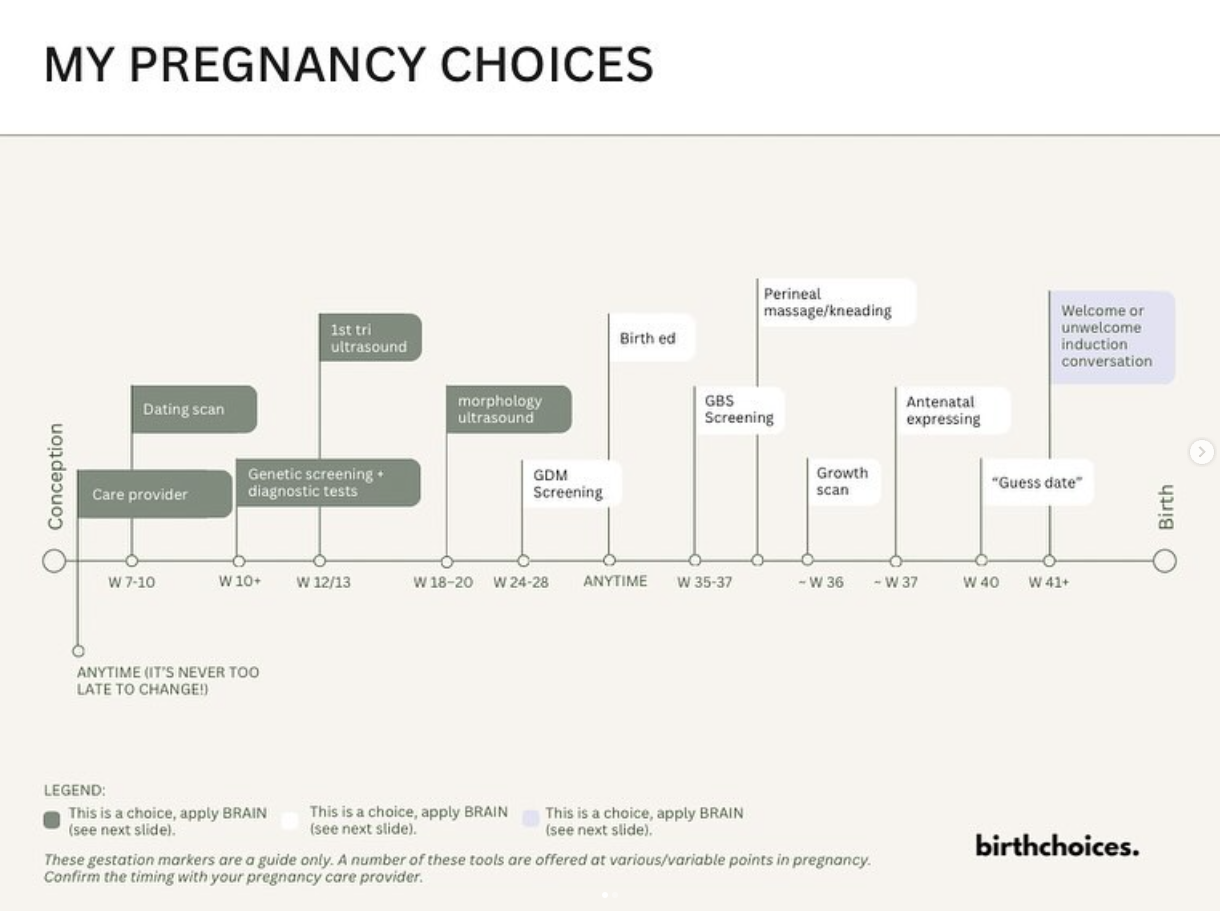 MY PREGNANCY CHOICES
Perineal
massage/kneading
Welcome or
unwelcome
induction
conversation
1st tri
ultrasound
Birth ed
Dating scan
morphology
ultrasound
GBS
Screening
Antenatal
expressing
Conception
Care provider
Genetic screening +
diagnostic tests
GDM
Screening
Growth
scan
“Guess date”
Birth
W 7-10
W 10+
W 12/13
W 18–20
W 24-28
ANYTIME
W 35-37
~ W 36
~ W 37
W 40
W 41+
ANYTIME (IT'S NEVER TOO
LATE TO CHANGE!)
LEGEND:
This is a choice, apply BRAIN
(see next slide).
This is a choice, apply BRAIN
(see next slide).
This is a choice, apply BRAIN
(see next slide).
These gestation markers are a guide only. A number of these tools are offered at various/variable points in pregnancy.
Confirm the timing with your pregnancy care provider.
birthchoices.